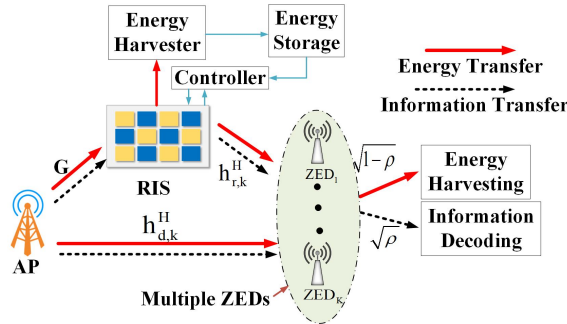 Energy
Harvester
Energy
Storage
Controller
Energy Transfer
Information Transfer
G
RIS
h_{r,k}^{H}
ZED_1
√1-ρ
Energy
Harvesting
Information
Decoding
h_{d,k}^{H}
√ρ
AP
Multiple ZEDs
ZED_K